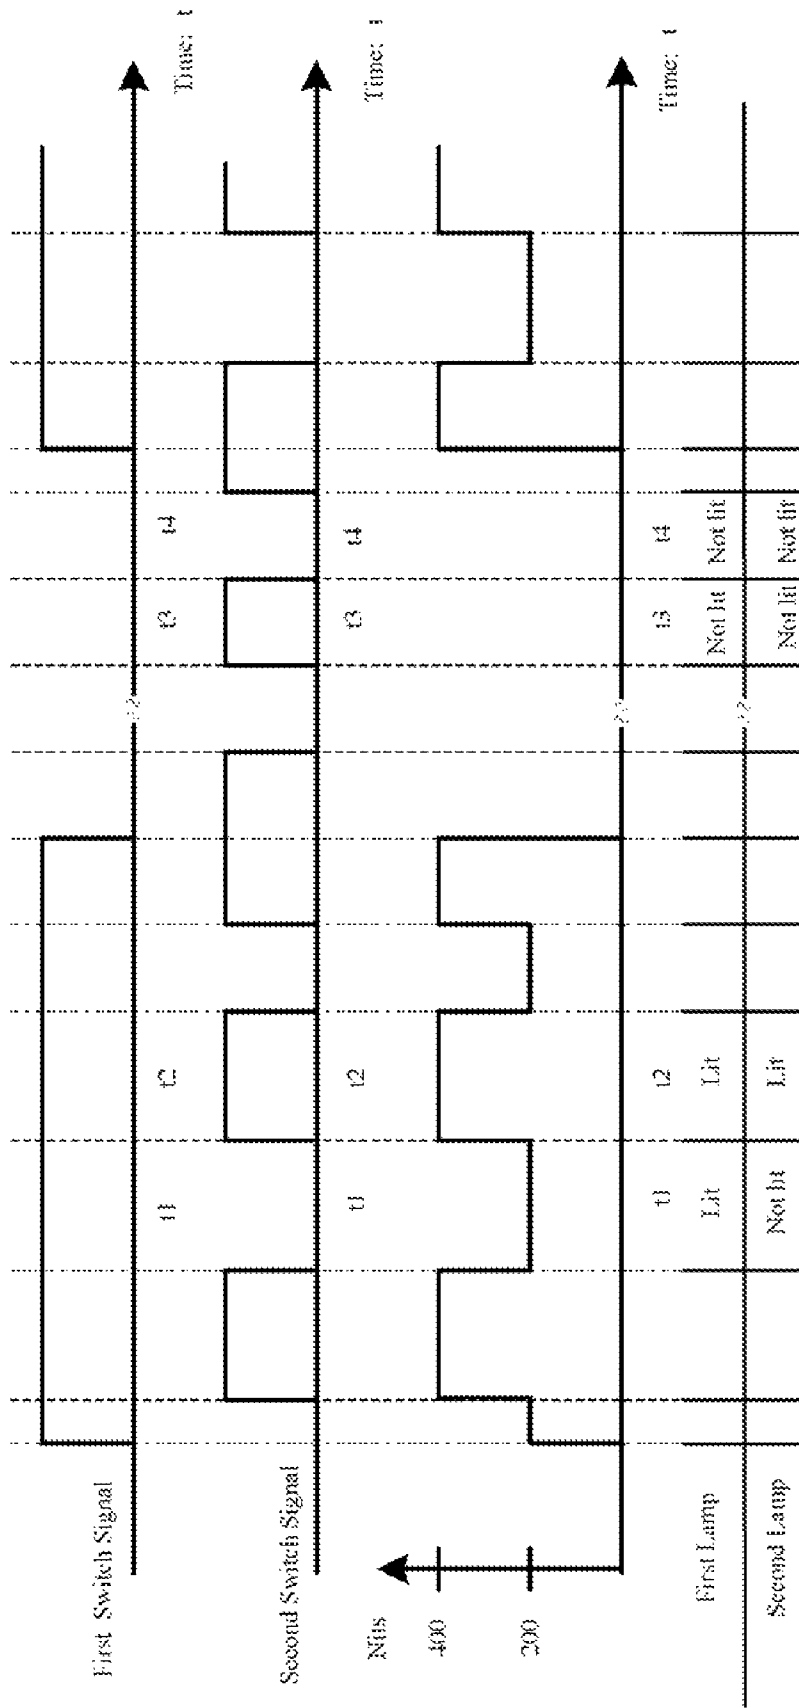 First Switch Signal
t1
t2
t3
t4
Time: t
Second Switch Signal
t1
t2
t3
t4
Time: t
Nits
400
200
t1
t2
t3
t4
Time: t
First Lamp
Lit
Lit
Not lit
Not lit
Second Lamp
Not lit
Lit
Not lit
Not lit